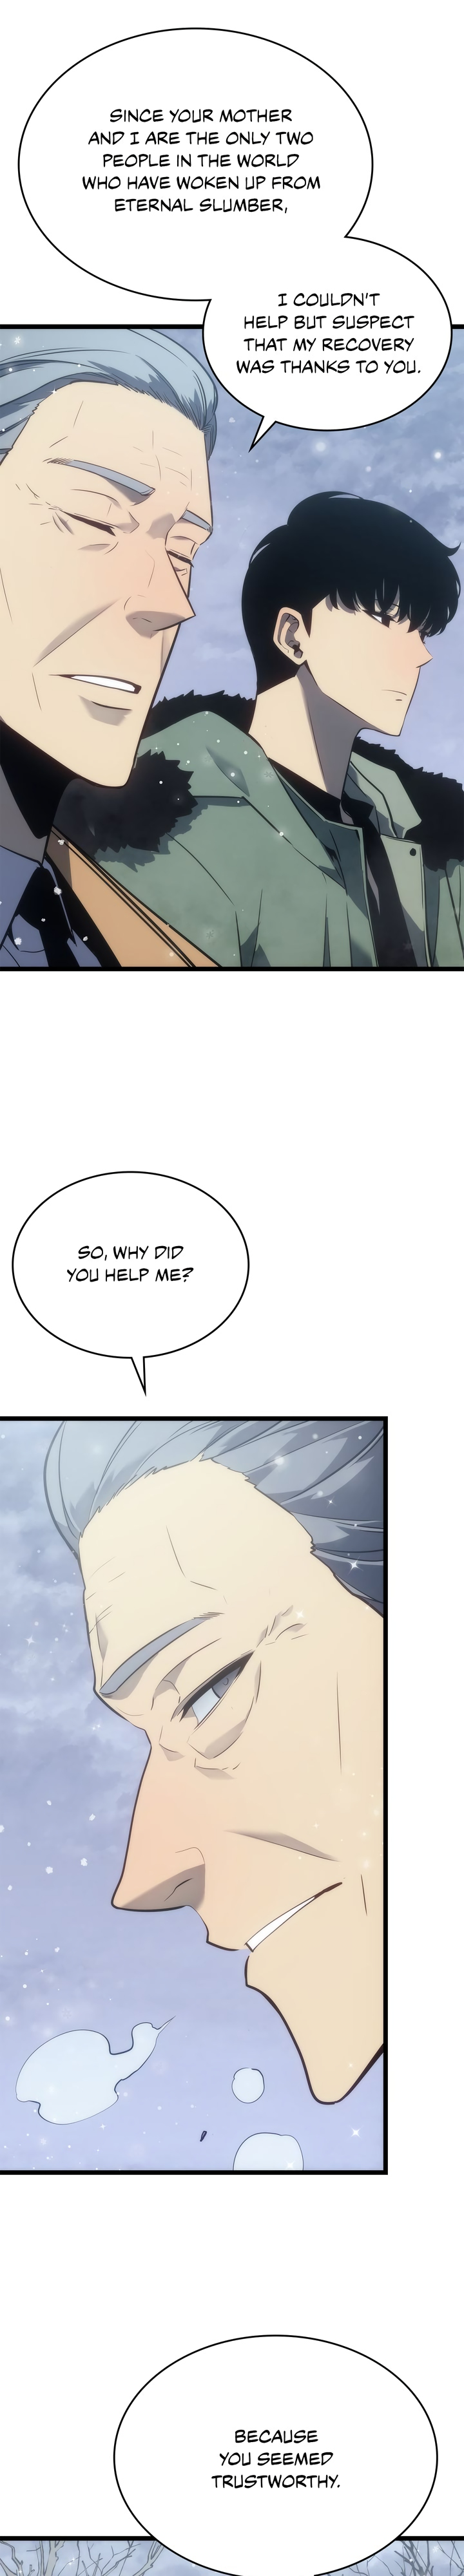 SINCE YOUR MOTHER
AND I ARE THE ONLY TWO
PEOPLE IN THE WORLD
WHO HAVE WOKEN UP FROM
ETERNAL SLUMBER,
I COULDN'T
HELP BUT SUSPECT
THAT MY RECOVERY
WAS THANKS TO YOU.
SO, WHY DID
YOU HELP ME?
BECAUSE
YOU SEEMED
TRUSTWORTHY.